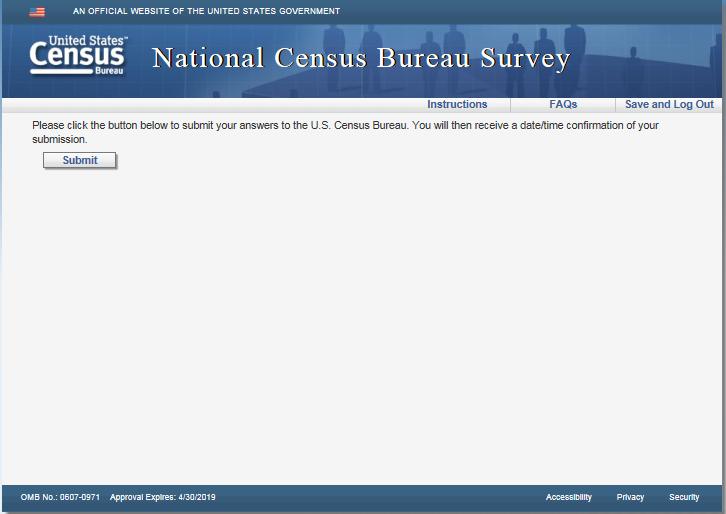 AN OFFICIAL WEBSITE OF THE UNITED STATES GOVERNMENT
United States™
Census
Bureau
National Census Bureau Survey
Instructions FAQs Save and Log Out
Please click the button below to submit your answers to the U.S. Census Bureau. You will then receive a date/time confirmation of your
submission.
Submit
OMB No.: 0607-0971 Approval Expires: 4/30/2019 Accessibility Privacy Security